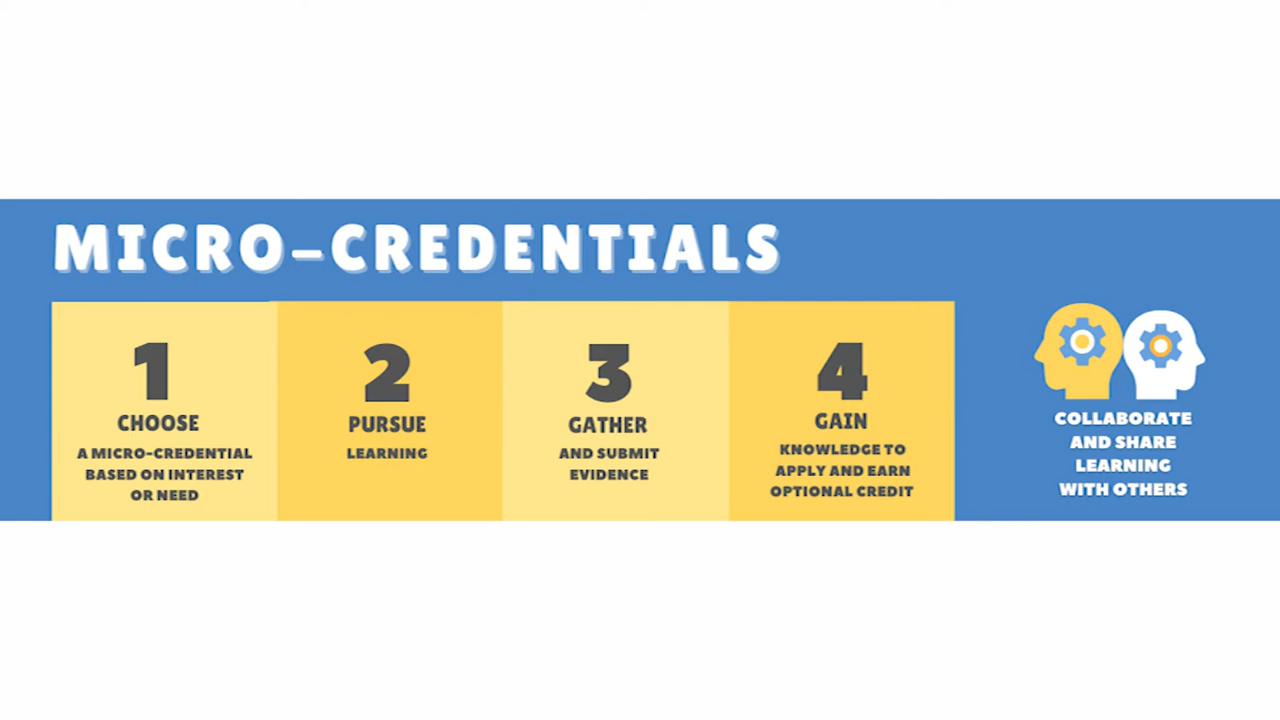 MICRO-CREDENTIALS
1
CHOOSE
A MICRO-CREDENTIAL
BASED ON INTEREST
OR NEED
2
PURSUE
LEARNING
3
GATHER
AND SUBMIT
EVIDENCE
4
GAIN
KNOWLEDGE TO
APPLY AND EARN
OPTIONAL CREDIT
COLLABORATE
AND SHARE
LEARNING
WITH OTHERS